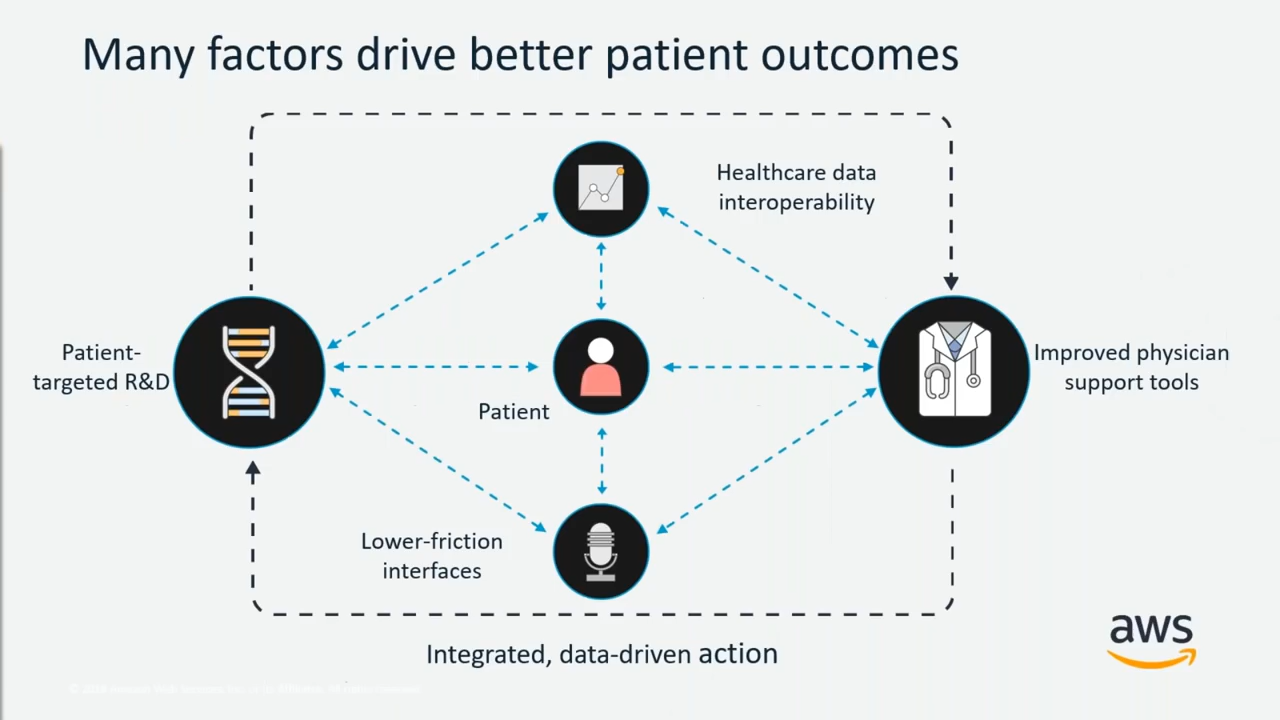 Many factors drive better patient outcomes
Healthcare data
interoperability
Patient-
targeted R&D
Improved physician
support tools
Patient
Lower-friction
interfaces
Integrated, data-driven action
aws